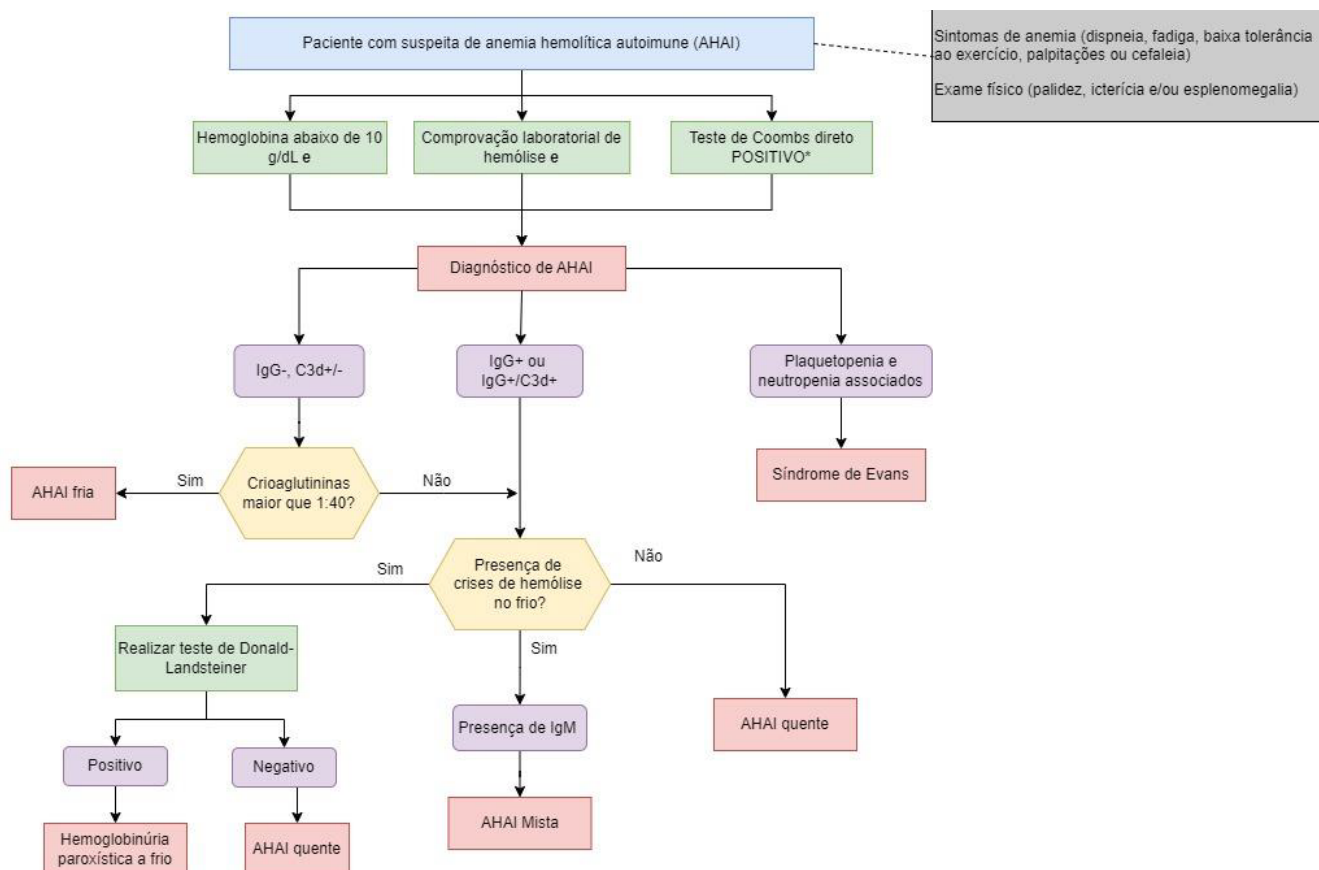 Paciente com suspeita de anemia hemolítica autoimune (AHAI)
Sintomas de anemia (dispneia, fadiga, baixa tolerância
ao exercício, palpitações ou cefaleia)
Exame físico (palidez, icterícia e/ou esplenomegalia)
Hemoglobina abaixo de 10
g/dL e
Comprovação laboratorial de
hemólise e
Teste de Coombs direto
POSITIVO*
Diagnóstico de AHAI
IgG-, C3d+/-
IgG+ ou
IgG+/C3d+
Plaquetopenia e
neutropenia associados
AHAI fria
Sim
Crioaglutininas
maior que 1:40?
Não
Síndrome de Evans
Sim
Presença de
crises de hemólise
no frio?
Não
Realizar teste de Donald-
Landsteiner
Sim
Presença de IgM
AHAI quente
Positivo
Negativo
AHAI Mista
Hemoglobinúria
paroxística a frio
AHAI quente